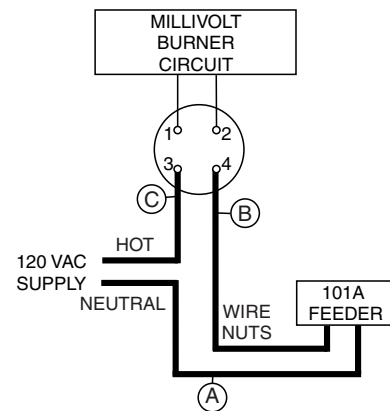 MILLIVOLT
BURNER
CIRCUIT
1 2
3 4
C
B
HOT
120 VAC
SUPPLY
NEUTRAL
WIRE
NUTS
101A
FEEDER
A